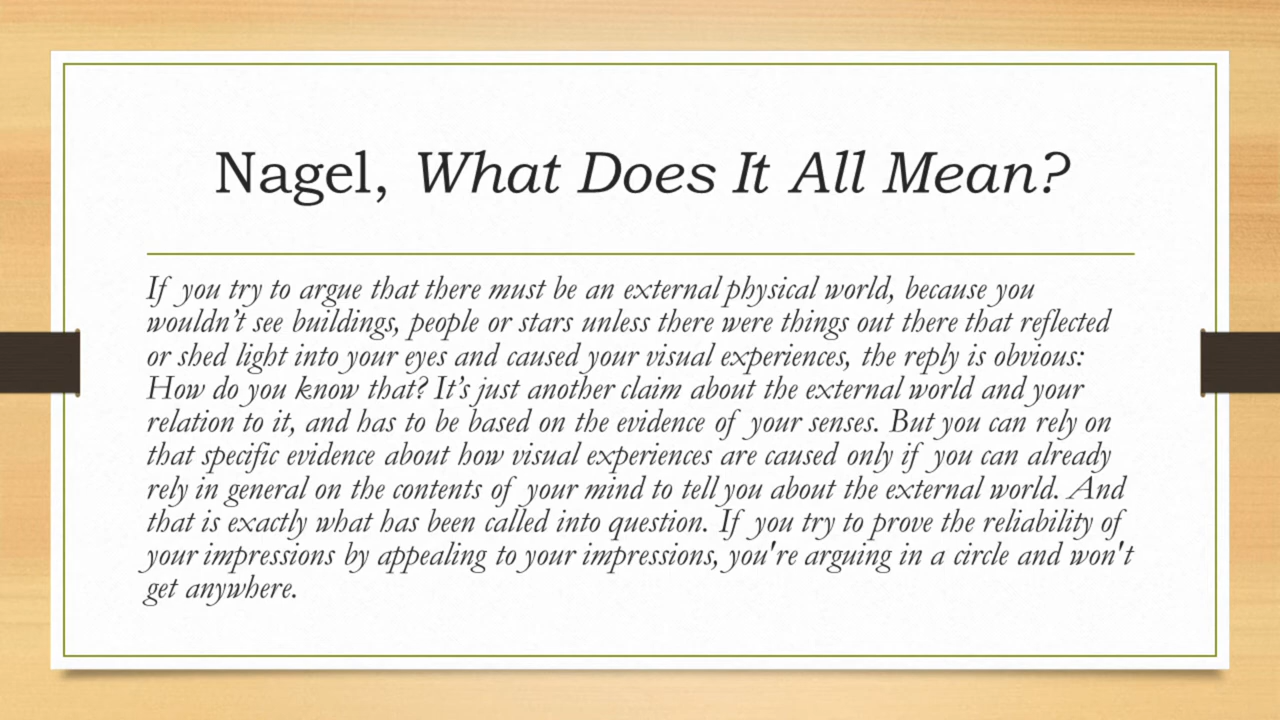 Nagel, What Does It All Mean?
If you try to argue that there must be an external physical world, because you
wouldn’t see buildings, people or stars unless there were things out there that reflected
or shed light into your eyes and caused your visual experiences, the reply is obvious:
How do you know that? It’s just another claim about the external world and your
relation to it, and has to be based on the evidence of your senses. But you can rely on
that specific evidence about how visual experiences are caused only if you can already
rely in general on the contents of your mind to tell you about the external world. And
that is exactly what has been called into question. If you try to prove the reliability of
your impressions by appealing to your impressions, you're arguing in a circle and won't
get anywhere.